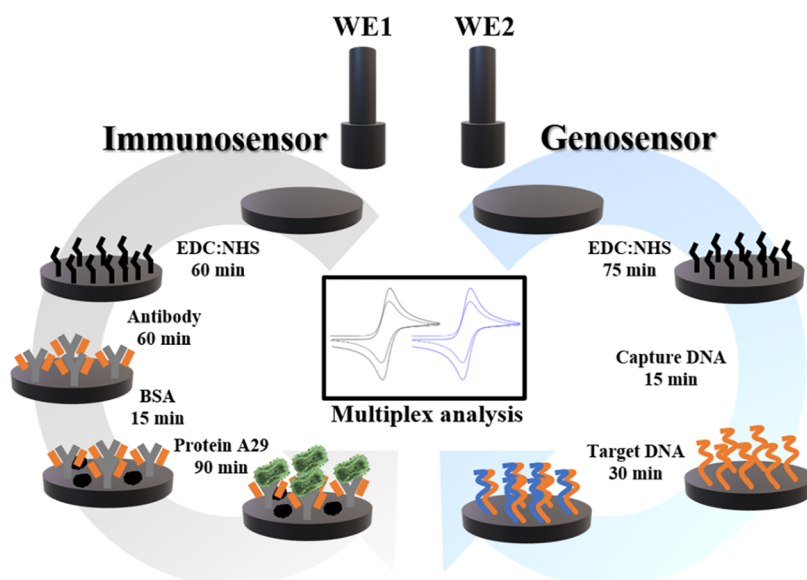 WE1
WE2
Immunosensor
Genosensor
EDC:NHS
60 min
Antibody
60 min
BSA
15 min
Protein A29
90 min
EDC:NHS
75 min
Capture DNA
15 min
Target DNA
30 min
Multiplex analysis